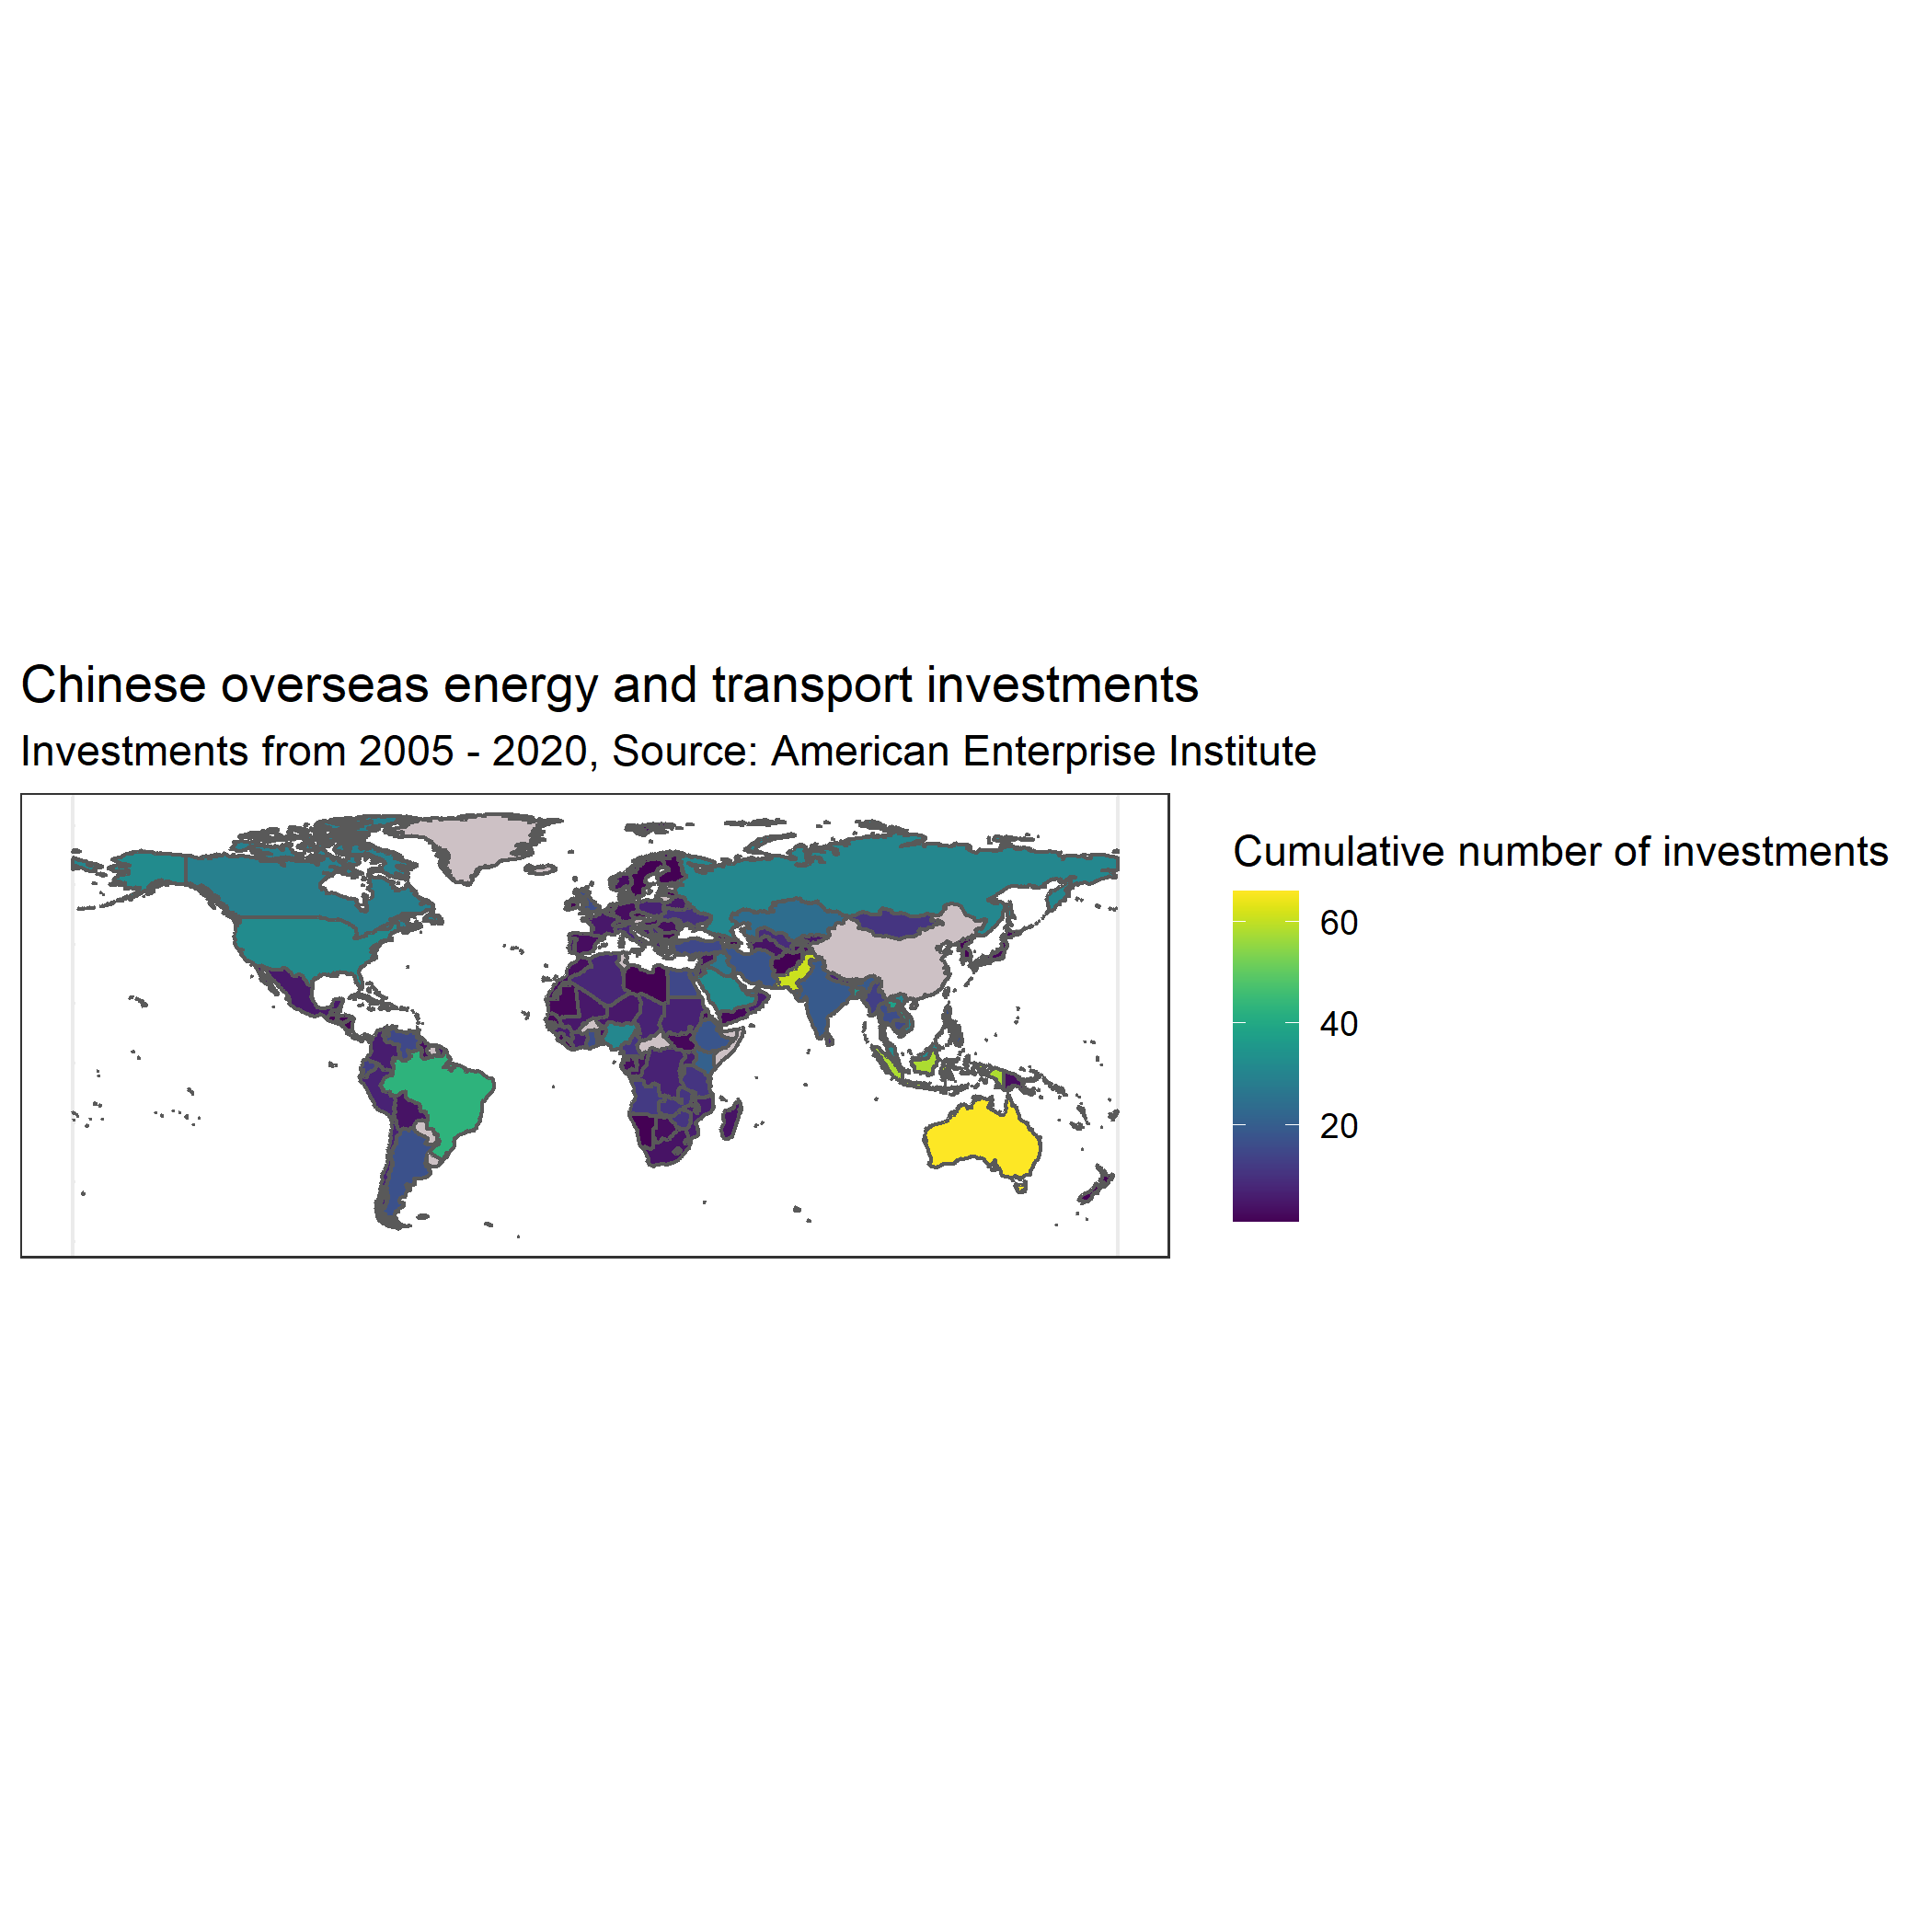 Chinese overseas energy and transport investments
Investments from 2005 - 2020, Source: American Enterprise Institute
Cumulative number of investments
60
40
20